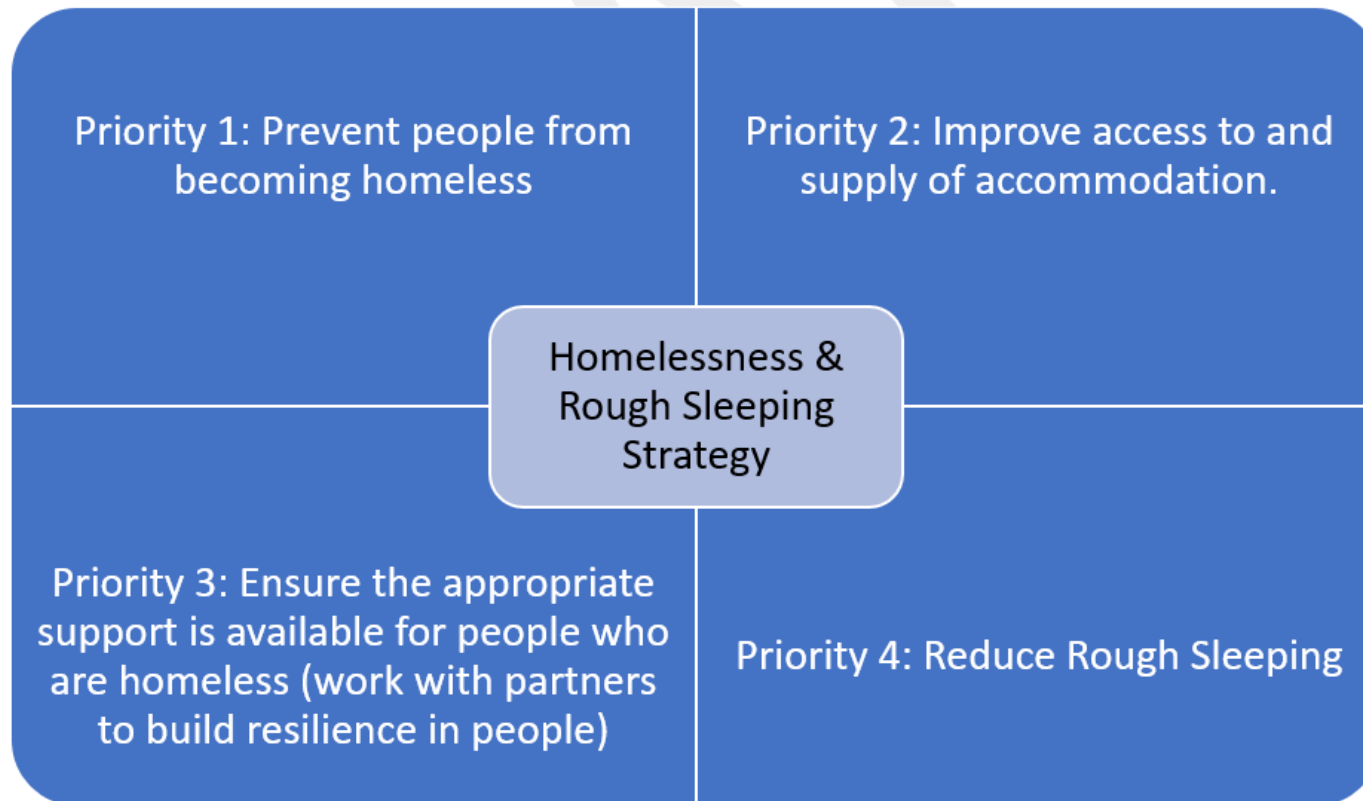 Priority 1: Prevent people from
becoming homeless
Priority 2: Improve access to and
supply of accommodation.
Homelessness &
Rough Sleeping
Strategy
Priority 3: Ensure the appropriate
support is available for people who
are homeless (work with partners
to build resilience in people)
Priority 4: Reduce Rough Sleeping